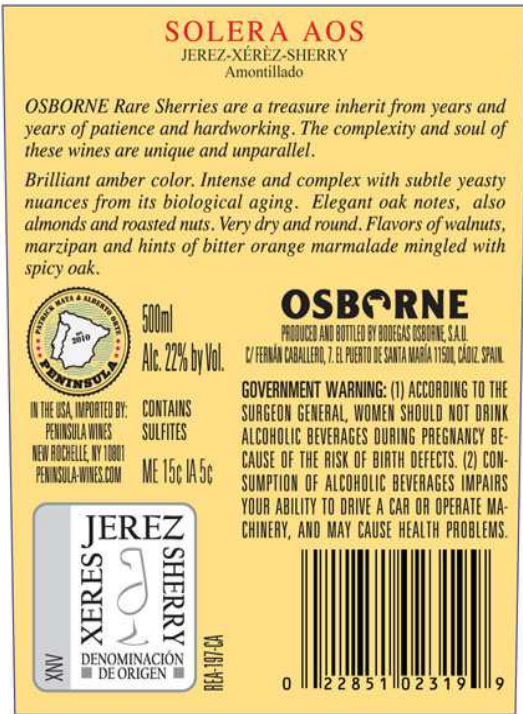 SOLERA AOS
JEREZ-XÉRÈZ-SHERRY
Amontillado
OSBORNE Rare Sherries are a treasure inherit from years and
years of patience and hardworking. The complexity and soul of
these wines are unique and unparallel.
Brilliant amber color. Intense and complex with subtle yeasty
nuances from its biological aging. Elegant oak notes, also
almonds and roasted nuts. Very dry and round. Flavors of walnuts,
marzipan and hints of bitter orange marmalade mingled with
spicy oak.
PATRICK MATA & ALBERTO ORTE
est
2010
PENINSULA
IN THE USA, IMPORTED BY:
PENINSULA WINES
NEW ROCHELLE, NY 10801
PENINSULA-WINES.COM
500ml
Alc. 22% by Vol.
CONTAINS
SULFITES
ME 15¢ IA 5¢
OSBORNE
PRODUCED AND BOTTLED BY BODEGAS OSBORNE, S.A.U.
C/ FERNÁN CABALLERO, 7. EL PUERTO DE SANTA MARÍA 11500, CÁDIZ. SPAIN.
GOVERNMENT WARNING: (1) ACCORDING TO THE
SURGEON GENERAL, WOMEN SHOULD NOT DRINK
ALCOHOLIC BEVERAGES DURING PREGNANCY BE-
CAUSE OF THE RISK OF BIRTH DEFECTS. (2) CON-
SUMPTION OF ALCOHOLIC BEVERAGES IMPAIRS
YOUR ABILITY TO DRIVE A CAR OR OPERATE MA-
CHINERY, AND MAY CAUSE HEALTH PROBLEMS.
XERES
JEREZ
SHERRY
DENOMINACIÓN
DE ORIGEN
XNV
REA-197-CA
0 22851 02319 9